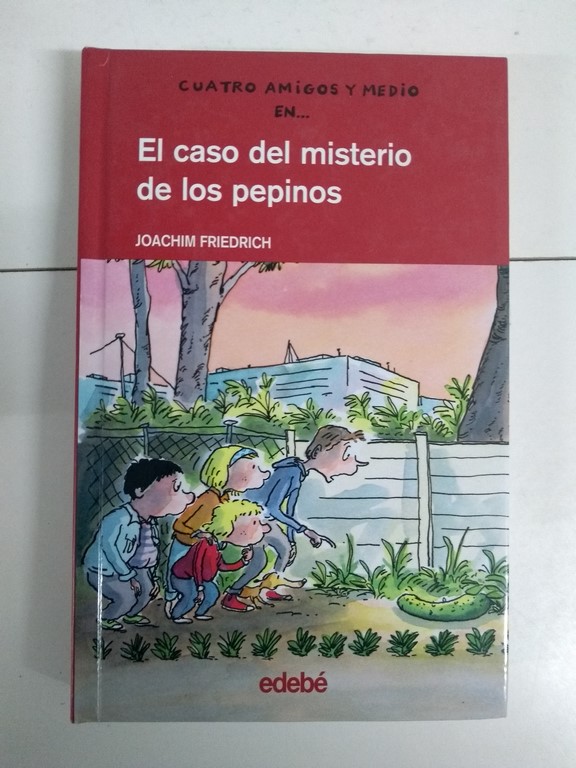 CUATRO AMIGOS Y MEDIO
EN...
El caso del misterio
de los pepinos
JOACHIM FRIEDRICH
edebé